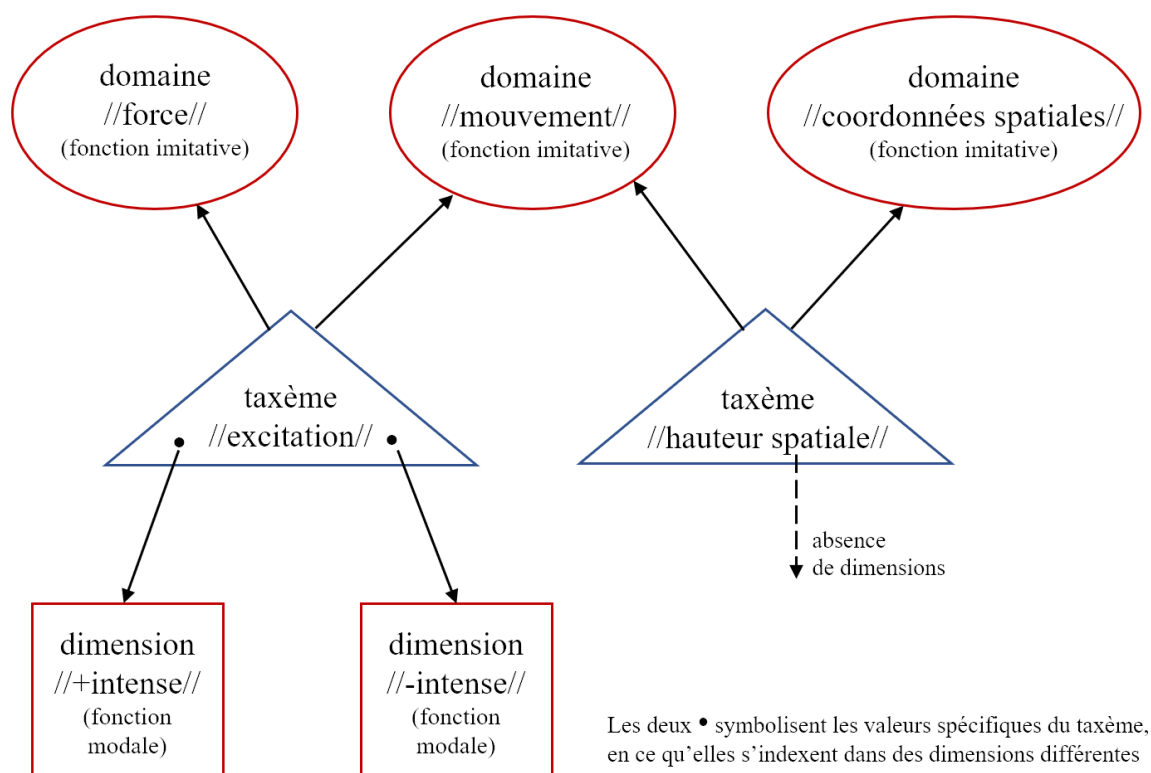 domaine
//force//
(fonction imitative)
domaine
//mouvement//
(fonction imitative)
domaine
//coordonnées spatiales//
(fonction imitative)
taxème
//excitation//
taxème
//hauteur spatiale//
absence
de dimensions
dimension
//+intense//
(fonction
modale)
dimension
//-intense//
(fonction
modale)
Les deux • symbolisent les valeurs spécifiques du taxème,
en ce qu’elles s’indexent dans des dimensions différentes